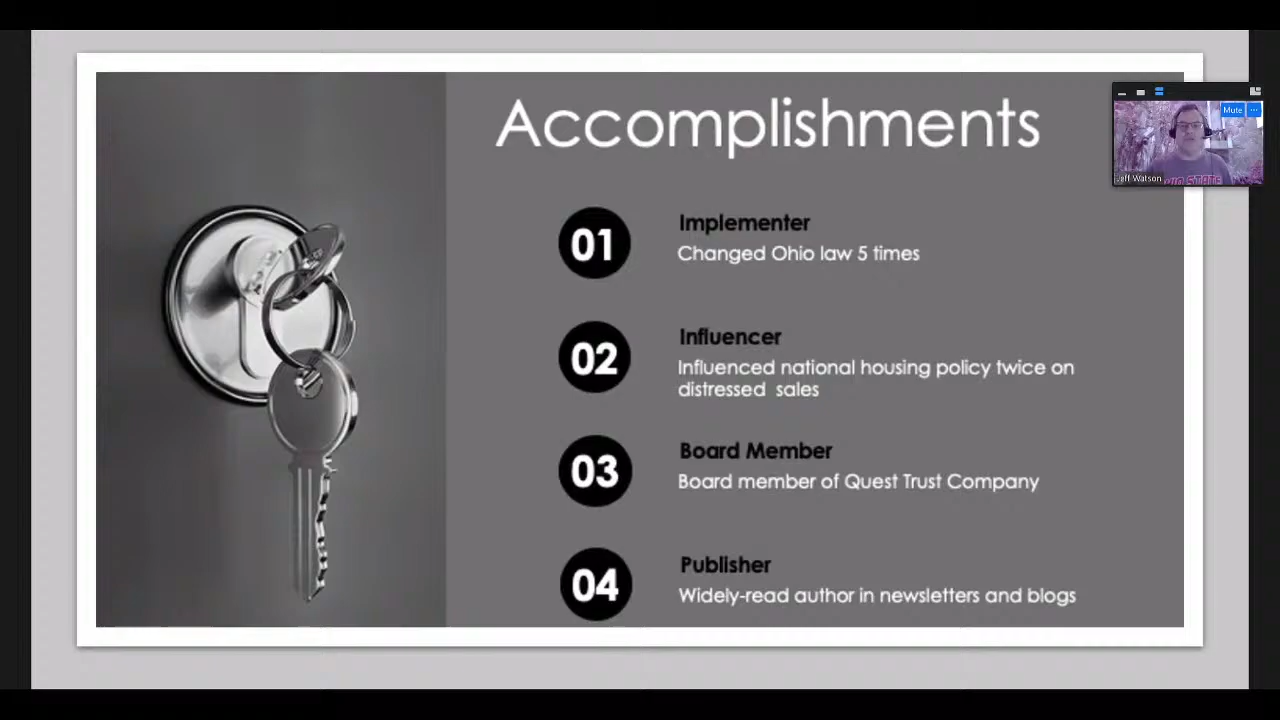 Accomplishments
Mute
Jeff Watson
OHIO STATE
01
Implementer
Changed Ohio law 5 times
02
Influencer
Influenced national housing policy twice on
distressed sales
03
Board Member
Board member of Quest Trust Company
04
Publisher
Widely-read author in newsletters and blogs